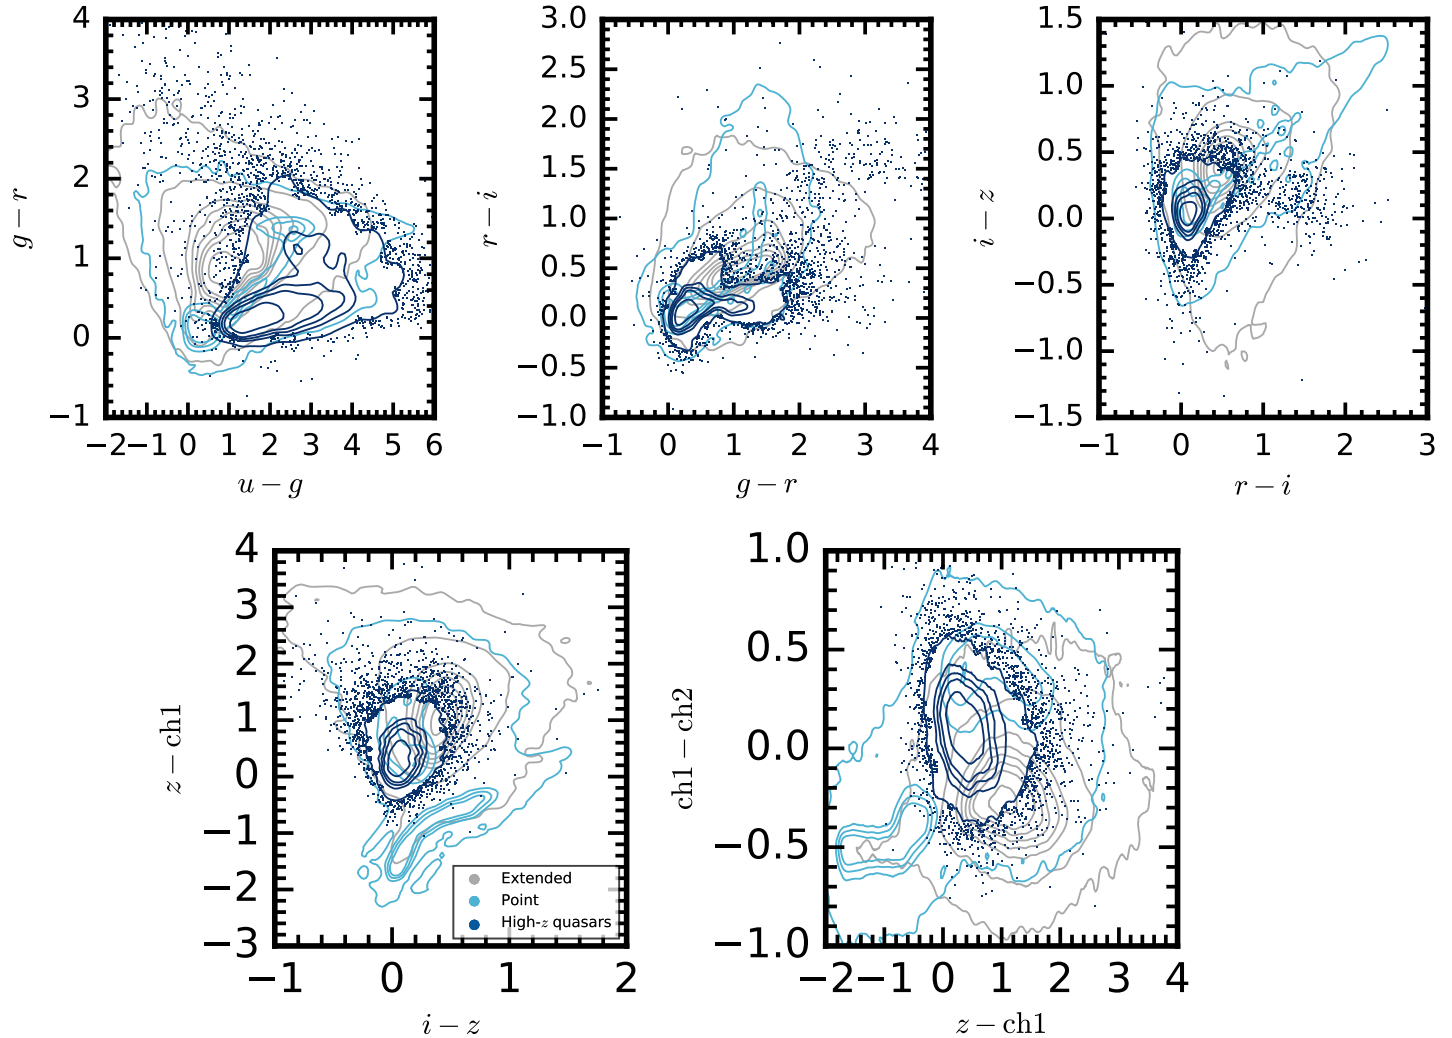 4
3
2
1
0
−1
−2 −1 0 1 2 3 4 5 6
g − r
u − g
3.0
2.5
2.0
1.5
1.0
0.5
0.0
−0.5
−1.0
−1 0 1 2 3 4
r − i
g − r
1.5
1.0
0.5
0.0
−0.5
−1.0
−1.5
−1 0 1 2 3
i − z
r − i
4
3
2
1
0
−1
−2
−3
−1 0 1 2
z − ch1
i − z
Extended
Point
High-z quasars
1.0
0.5
0.0
−0.5
−1.0
−2 −1 0 1 2 3 4
ch1 − ch2
z − ch1